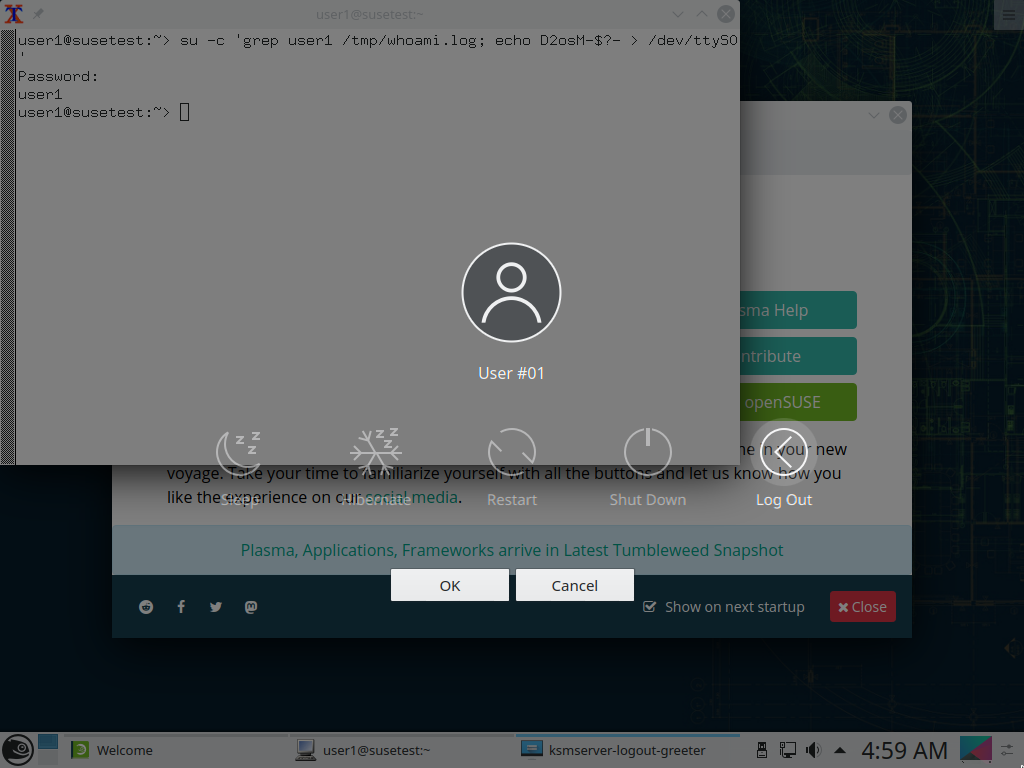 user1@susetest:~
user1@susetest:~> su -c 'grep user1 /tmp/whoami.log; echo D2osM-$?- > /dev/ttyS0
'
Password:
user1
user1@susetest:~>
sma Help
ntribute
openSUSE
User #01
me in your new
voyage. Take your time to familiarize yourself with all the buttons and let us know how you
like the experience on our social media.
Sleep
Hibernate
Restart
Shut Down
Log Out
Plasma, Applications, Frameworks arrive in Latest Tumbleweed Snapshot
OK
Cancel
Show on next startup
Close
Welcome
user1@susetest:~
ksmserver-logout-greeter
4:59 AM